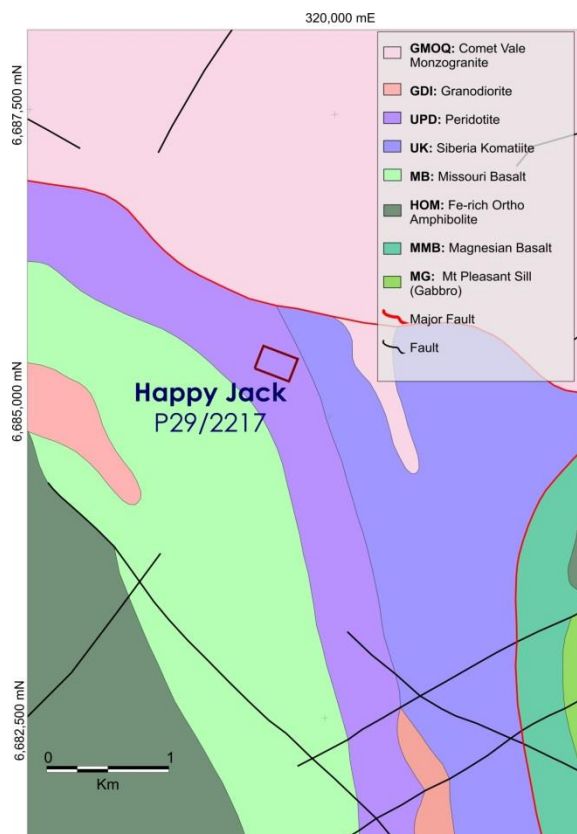 320,000 mE
6,687,500 mN
6,685,000 mN
6,682,500 mN
GMOQ: Comet Vale
Monzogranite
GDI: Granodiorite
UPD: Peridotite
UK: Siberia Komatiite
MB: Missouri Basalt
HOM: Fe-rich Ortho
Amphibolite
MMB: Magnesian Basalt
MG: Mt Pleasant Sill
(Gabbro)
Major Fault
Fault
Happy Jack
P29/2217
0 1
Km